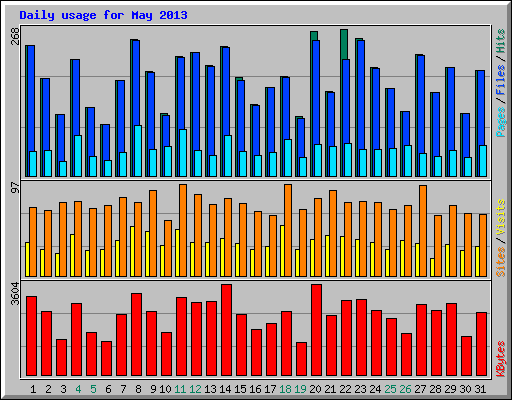 Daily usage for May 2013
268
Pages / Files / Hits
97
Sites / Visits
3604
KBytes
1 2 3 4 5 6 7 8 9 10 11 12 13 14 15 16 17 18 19 20 21 22 23 24 25 26 27 28 29 30 31